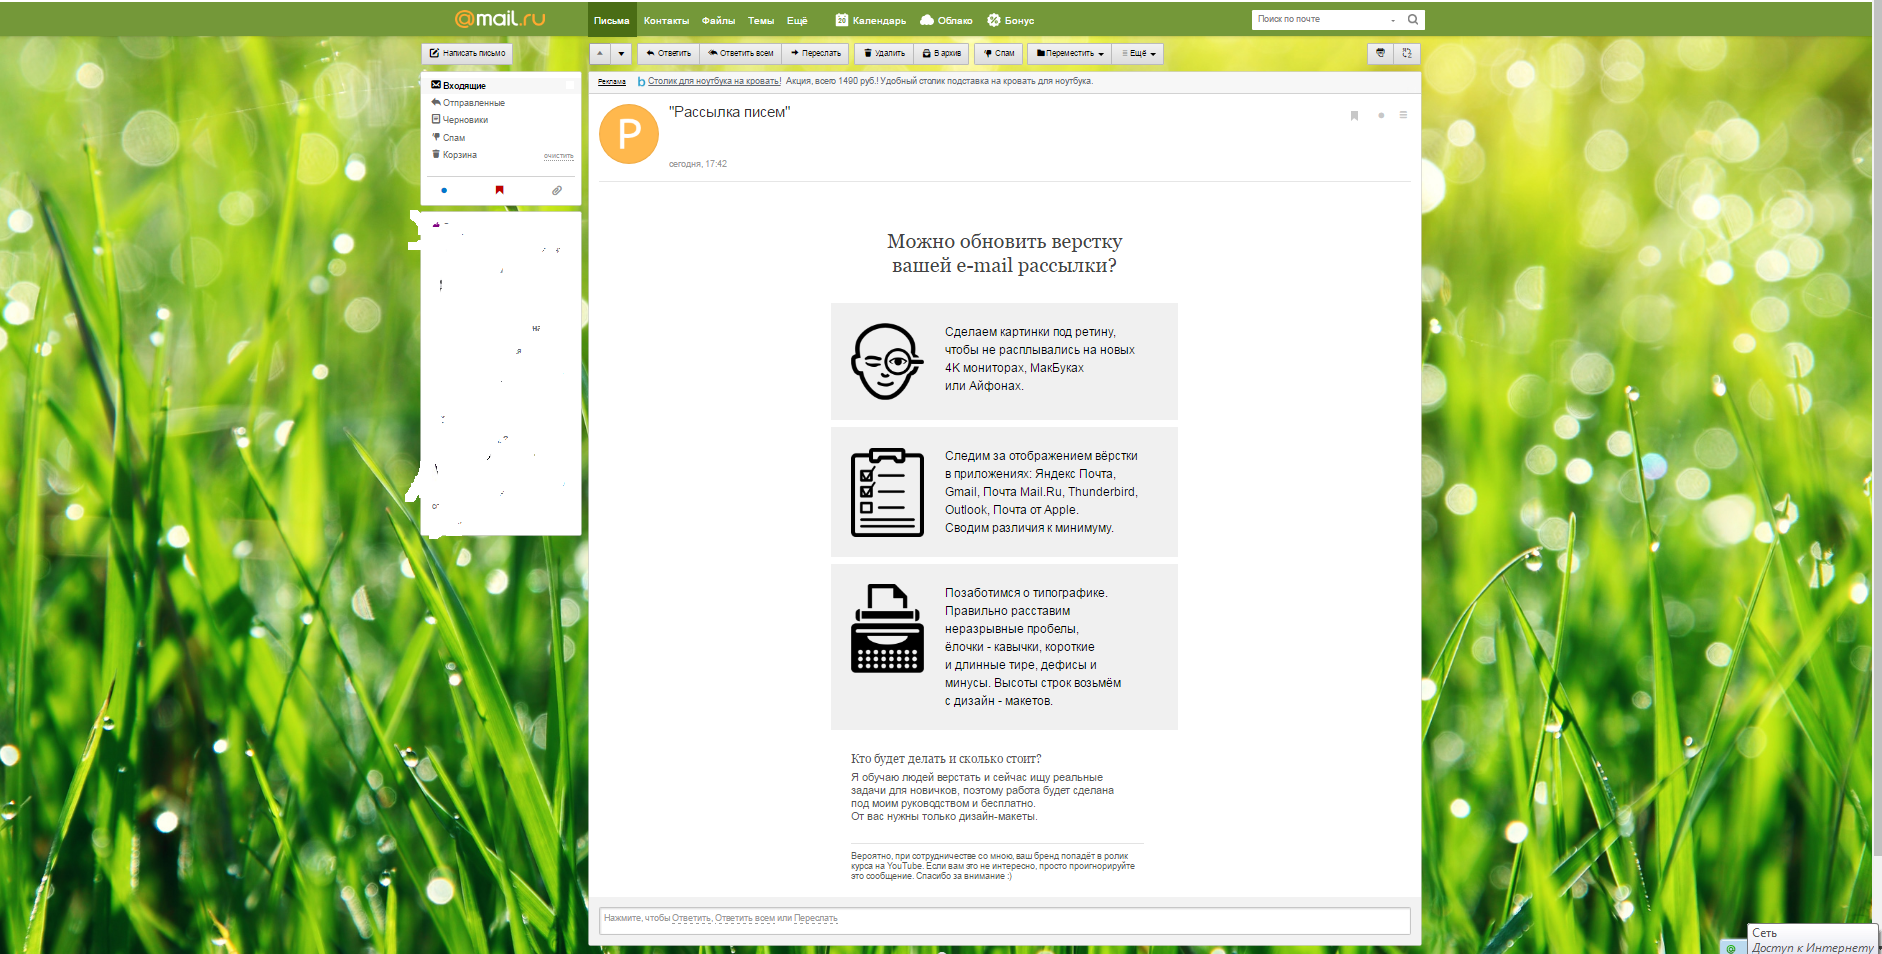 @mail.ru
Письма Контакты Файлы Темы Ещё 20 Календарь Облако Бонус
Поиск по почте
Написать письмо
Ответить Ответить всем Переслать Удалить В архив Спам Переместить Ещё
Входящие
Отправленные
Черновики
Спам
Корзина очистить
Реклама b Столик для ноутбука на кровать! Акция, всего 1490 руб.! Удобный столик подставка на кровать для ноутбука.
Р
"Рассылка писем"
сегодня, 17:42
Можно обновить верстку
вашей e-mail рассылки?
Сделаем картинки под ретину,
чтобы не расплывались на новых
4K мониторах, МакБуках
или Айфонах.
Следим за отображением вёрстки
в приложениях: Яндекс Почта,
Gmail, Почта Mail.Ru, Thunderbird,
Outlook, Почта от Apple.
Сводим различия к минимуму.
Позаботимся о типографике.
Правильно расставим
неразрывные пробелы,
ёлочки - кавычки, короткие
и длинные тире, дефисы и
минусы. Высоты строк возьмём
с дизайн - макетов.
Кто будет делать и сколько стоит?
Я обучаю людей верстать и сейчас ищу реальные
задачи для новичков, поэтому работа будет сделана
под моим руководством и бесплатно.
От вас нужны только дизайн-макеты.
Вероятно, при сотрудничестве со мною, ваш бренд попадёт в ролик
курса на YouTube. Если вам это не интересно, просто проигнорируйте
это сообщение. Спасибо за внимание :)
Нажмите, чтобы Ответить, Ответить всем или Переслать
Сеть
Доступ к Интернету